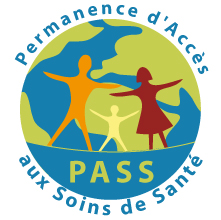 Permanence d'Accès
PASS
aux Soins de Santé